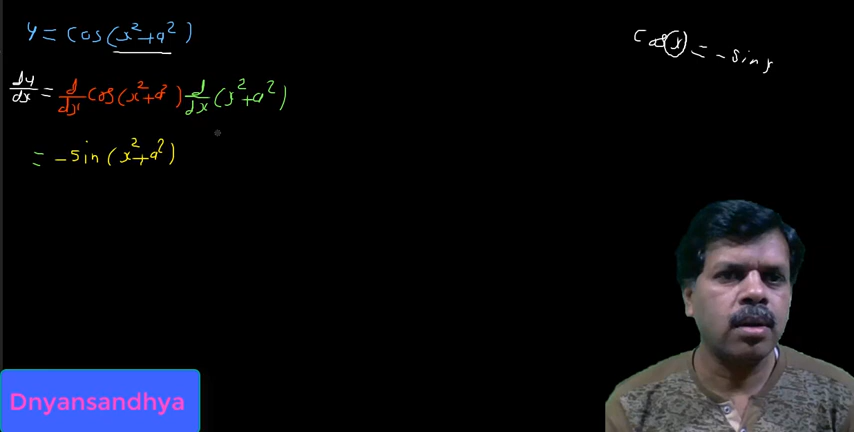 y = cos(x²+a²)
cos(x) = -sin x
dy/dx = d/dx cos(x²+a²) d/dx (x²+a²)
= -sin(x²+a²)
Dnyansandhya